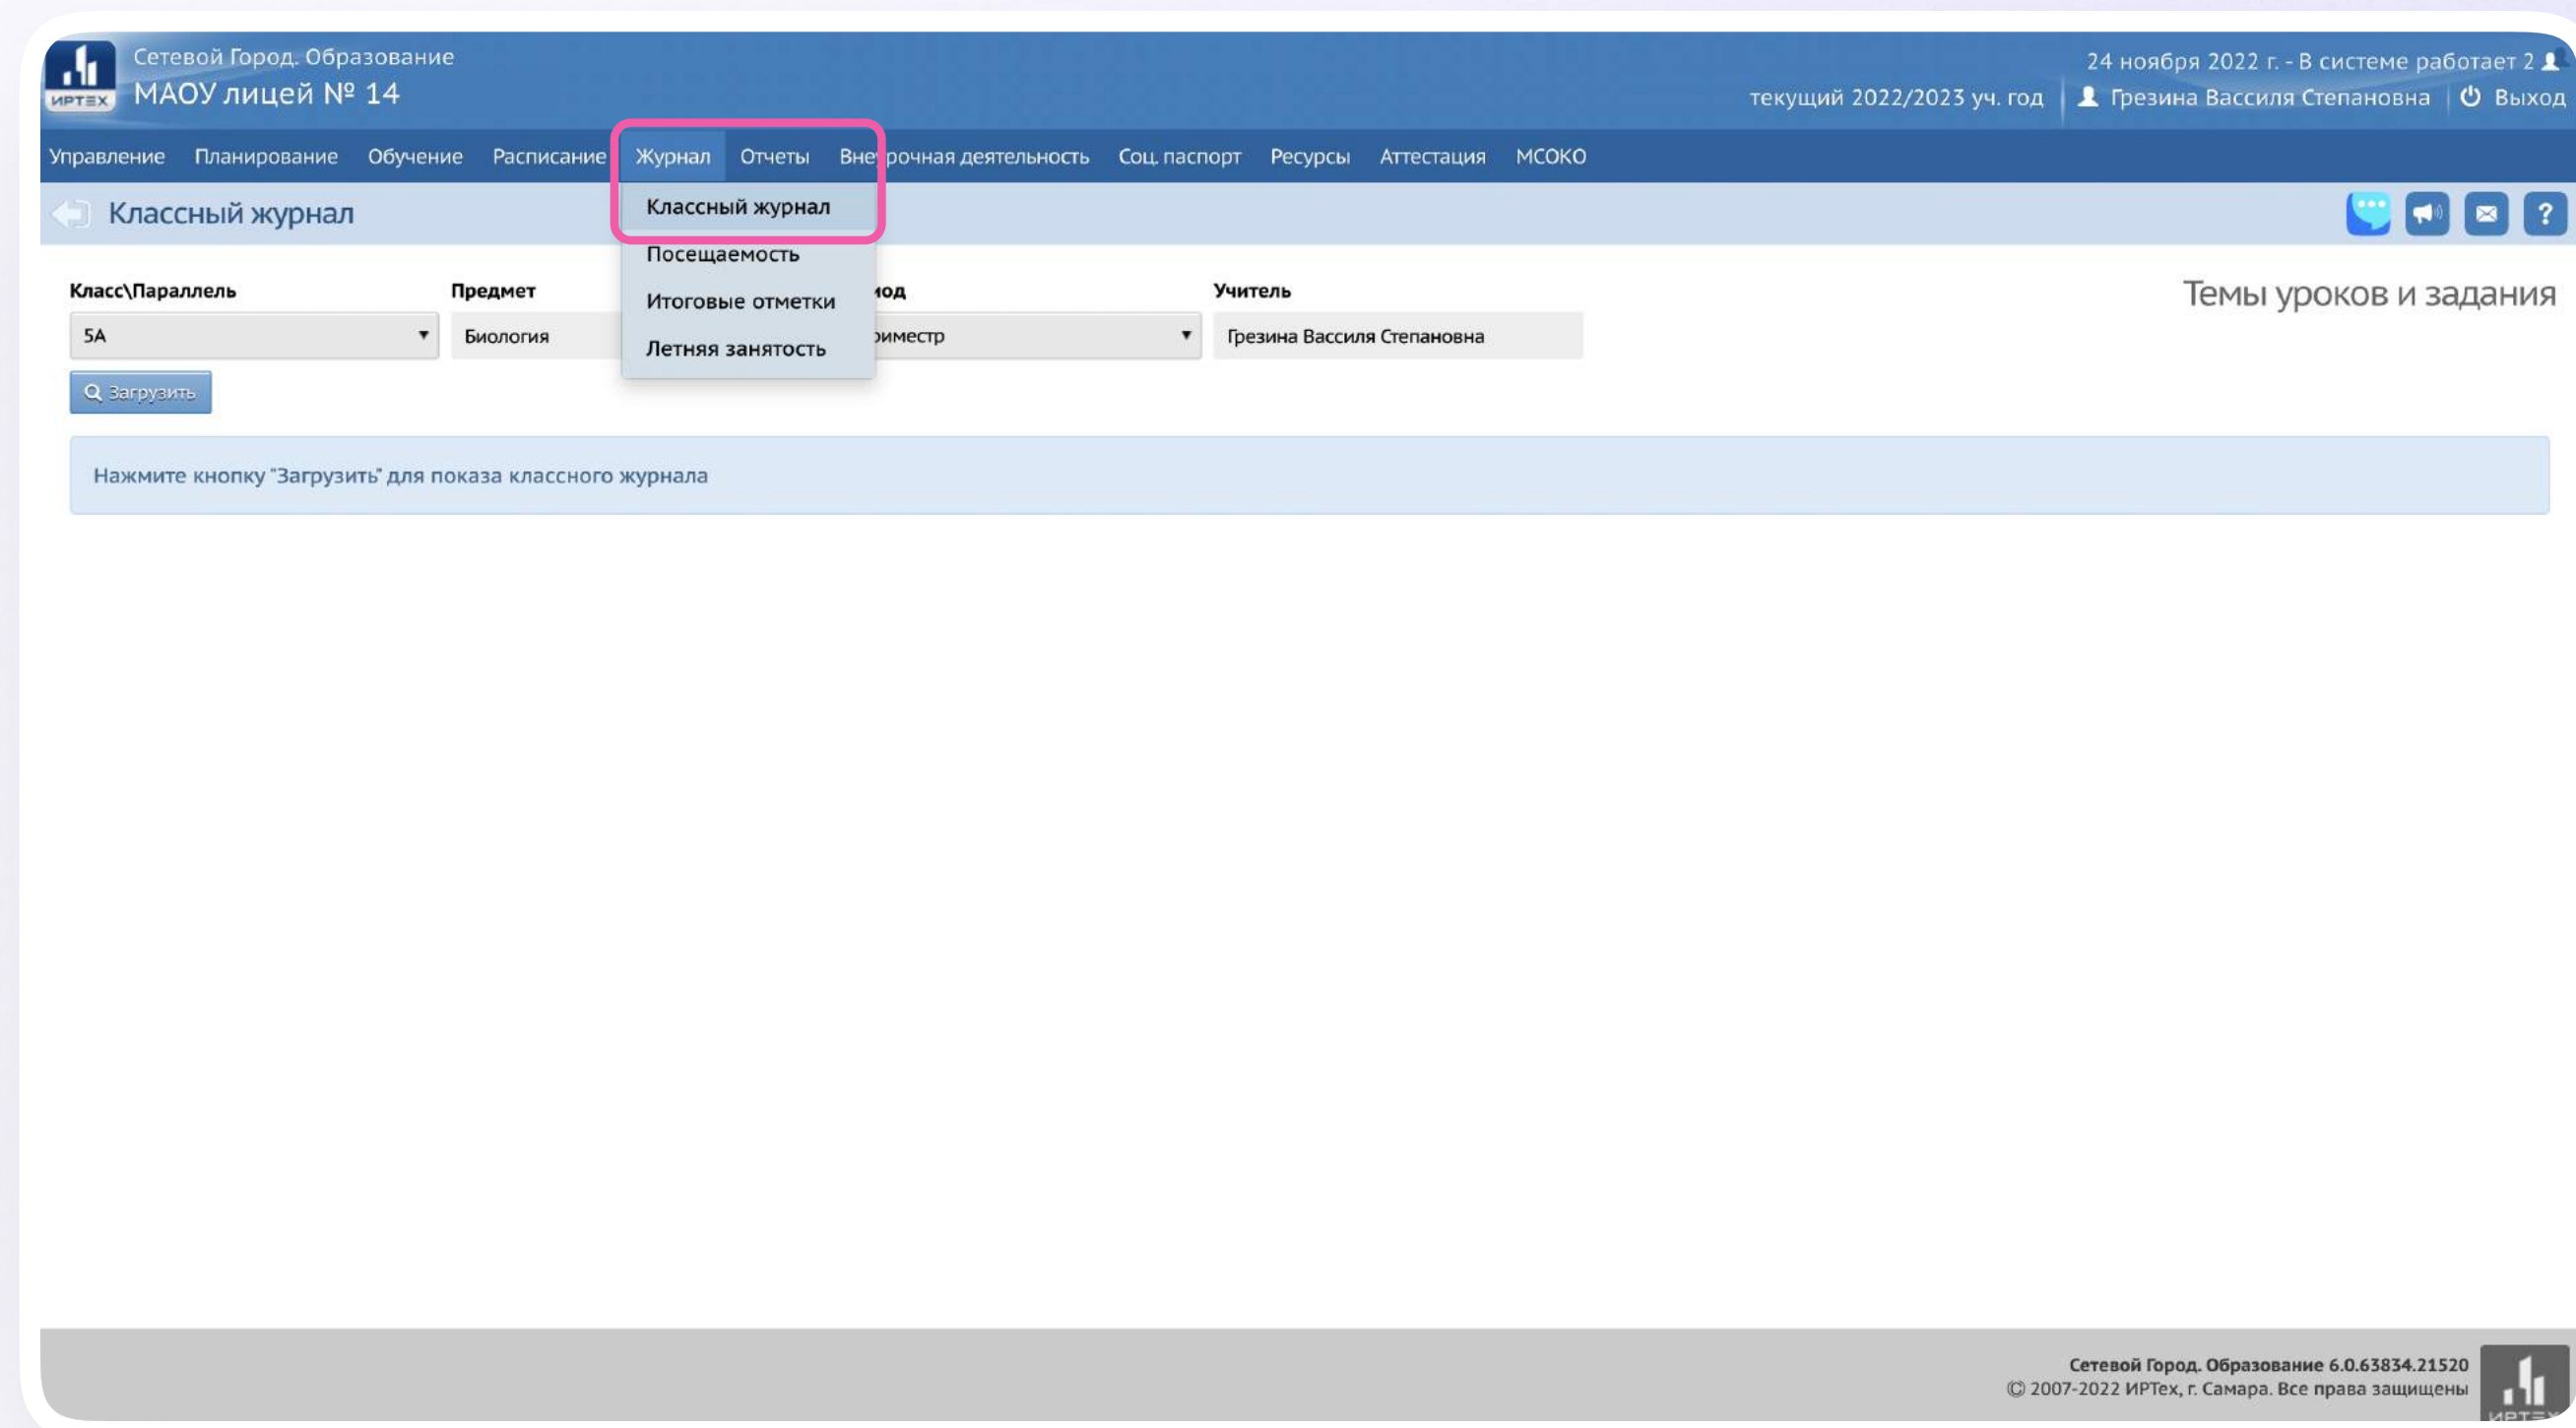 Сетевой Город. Образование
МАОУ лицей № 14
ИРТЕХ
24 ноября 2022 г. - В системе работает 2
текущий 2022/2023 уч. год Грезина Вассиля Степановна Выход
Управление Планирование Обучение Расписание Журнал Отчеты Внеурочная деятельность Соц. паспорт Ресурсы Аттестация МСОКО
Классный журнал
Классный журнал
Посещаемость
Итоговые отметки
Летняя занятость
Класс\Параллель Предмет иод Учитель
Темы уроков и задания
5А Биология риместр Грезина Вассиля Степановна
Загрузить
Нажмите кнопку "Загрузить" для показа классного журнала
Сетевой Город. Образование 6.0.63834.21520
© 2007-2022 ИРТех, г. Самара. Все права защищены
ИРТЕХ